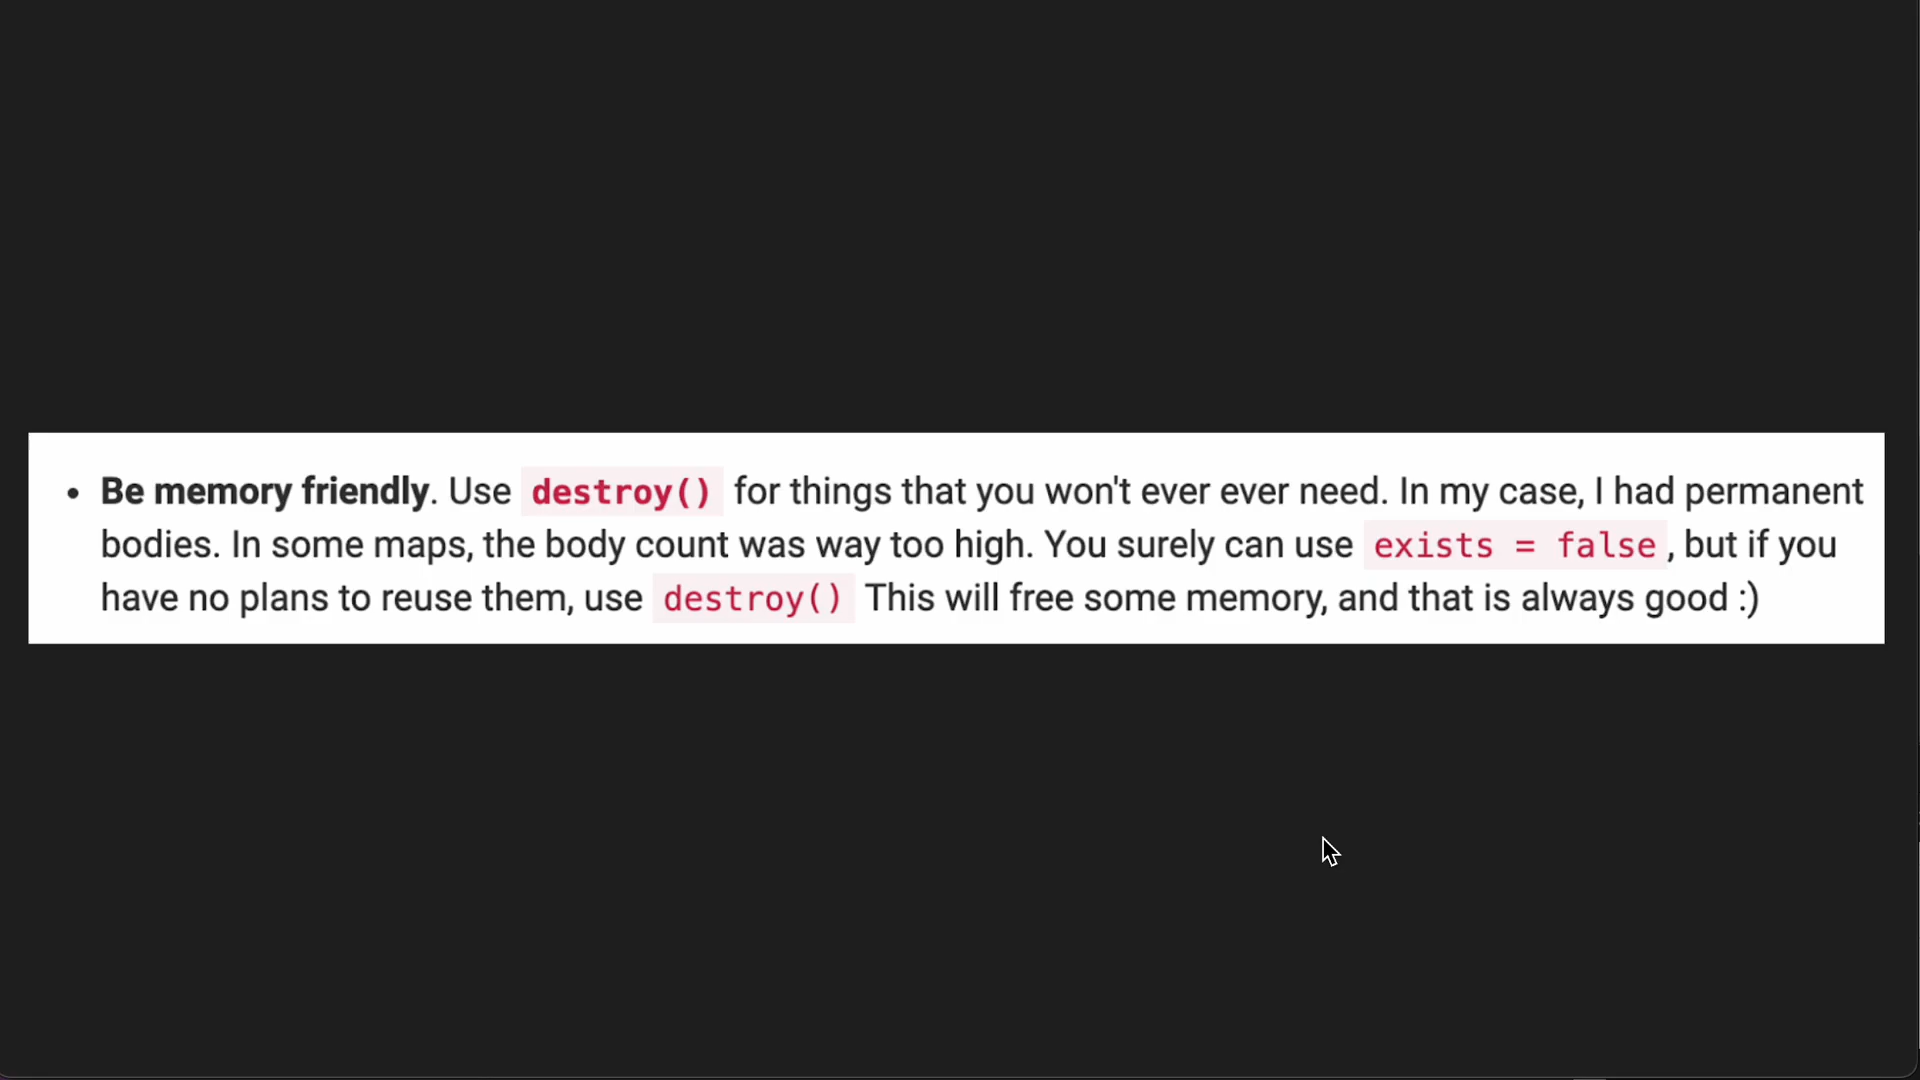 • Be memory friendly. Use destroy() for things that you won't ever ever need. In my case, I had permanent
bodies. In some maps, the body count was way too high. You surely can use exists = false, but if you
have no plans to reuse them, use destroy() This will free some memory, and that is always good :)